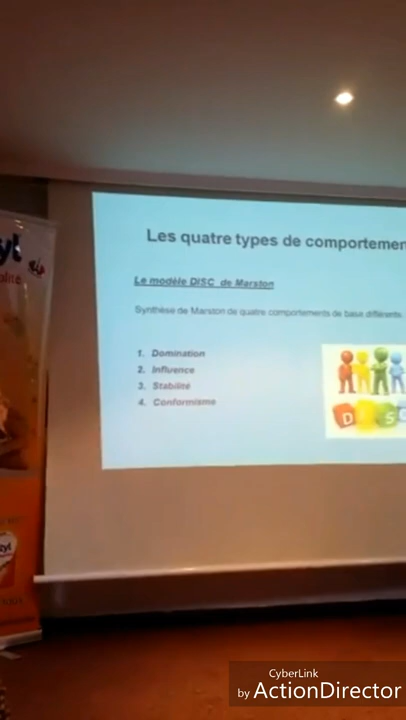 Les quatre types de comportemen
Le modèle DISC de Marston
Synthèse de Marston de quatre comportements de base différents
1. Domination
2. Influence
3. Stabilité
4. Conformisme
D I S C
CyberLink
by ActionDirector